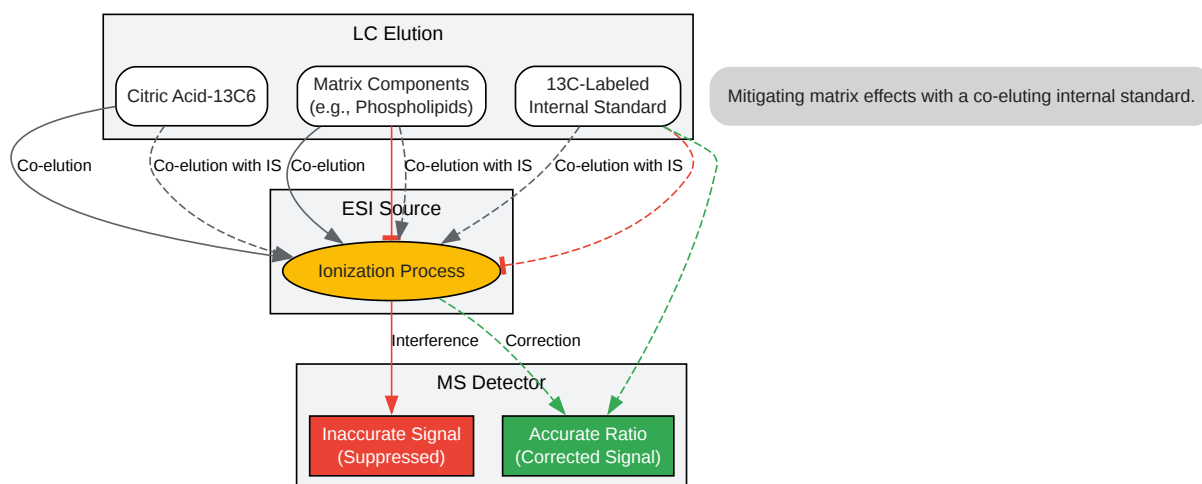 LC Elution
Citric Acid-13C6
Matrix Components
(e.g., Phospholipids)
13C-Labeled
Internal Standard
Mitigating matrix effects with a co-eluting internal standard.
Co-elution
Co-elution with IS
Co-elution
Co-elution with IS
Co-elution with IS
ESI Source
Ionization Process
Interference
Correction
MS Detector
Inaccurate Signal
(Suppressed)
Accurate Ratio
(Corrected Signal)